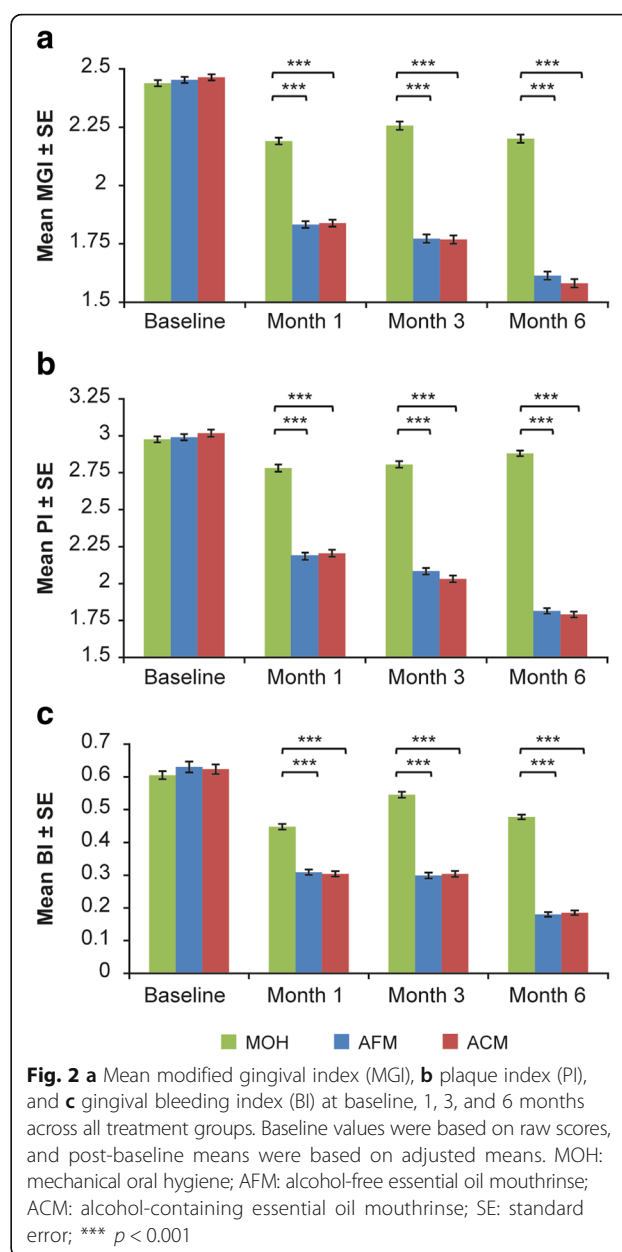 a
*** *** ***
*** *** ***
Mean MGI ± SE
2.5
2.25
2
1.75
1.5
Baseline Month 1 Month 3 Month 6
b
*** *** ***
*** *** ***
Mean PI ± SE
3.25
3
2.75
2.5
2.25
2
1.75
1.5
Baseline Month 1 Month 3 Month 6
c
*** *** ***
*** *** ***
Mean BI ± SE
0.7
0.6
0.5
0.4
0.3
0.2
0.1
0
Baseline Month 1 Month 3 Month 6
MOH AFM ACM
Fig. 2 a Mean modified gingival index (MGI), b plaque index (PI),
and c gingival bleeding index (BI) at baseline, 1, 3, and 6 months
across all treatment groups. Baseline values were based on raw scores,
and post-baseline means were based on adjusted means. MOH:
mechanical oral hygiene; AFM: alcohol-free essential oil mouthrinse;
ACM: alcohol-containing essential oil mouthrinse; SE: standard
error; *** p < 0.001